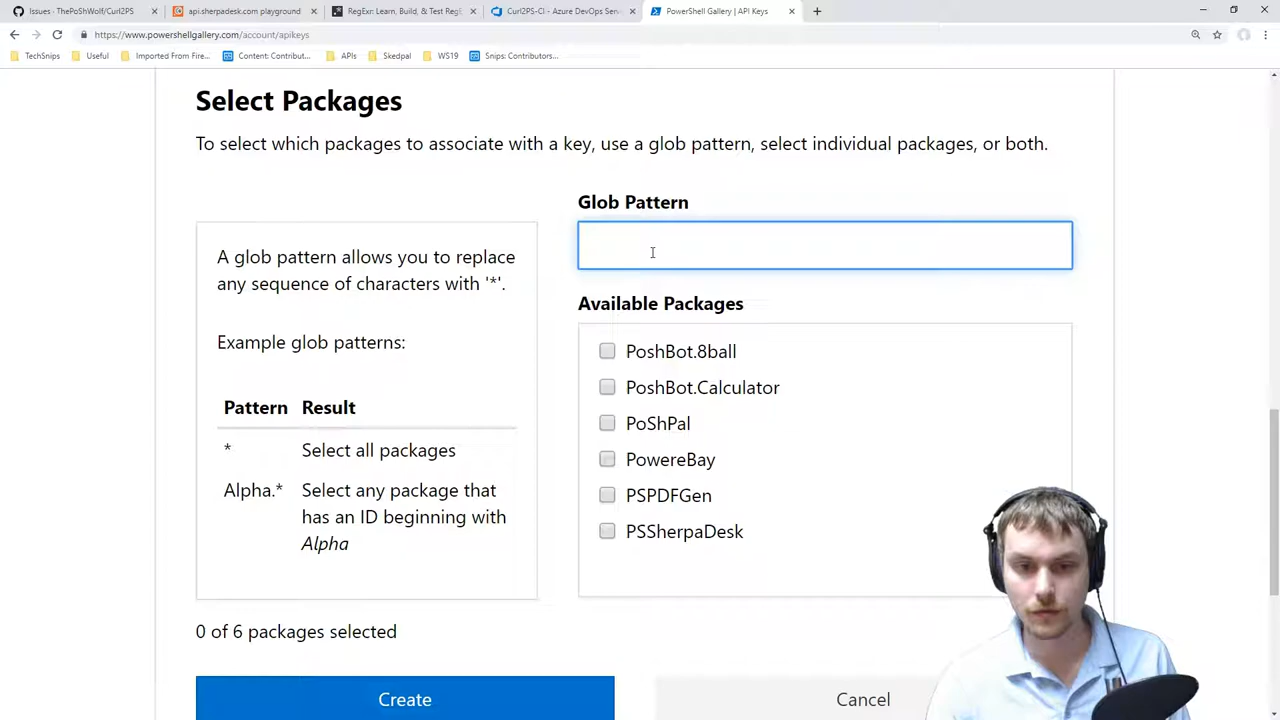 Issues · ThePoShWolf/Curl2PS
api.sherpadesk.com playground
RegExr: Learn, Build, & Test Reg
Curl2PS-CI - Azure DevOps Serv
PowerShell Gallery | API Keys
https://www.powershellgallery.com/account/apikeys
TechSnips
Useful
Imported From Fire...
Content: Contribut...
APIs
Skedpal
WS19
Snips: Contributors...
Select Packages
To select which packages to associate with a key, use a glob pattern, select individual packages, or both.
Glob Pattern
A glob pattern allows you to replace
any sequence of characters with '*'.
Example glob patterns:
Pattern Result
* Select all packages
Alpha.* Select any package that
has an ID beginning with
Alpha
Available Packages
PoshBot.8ball
PoshBot.Calculator
PoShPal
PowereBay
PSPDFGen
PSSherpaDesk
0 of 6 packages selected
Create
Cancel